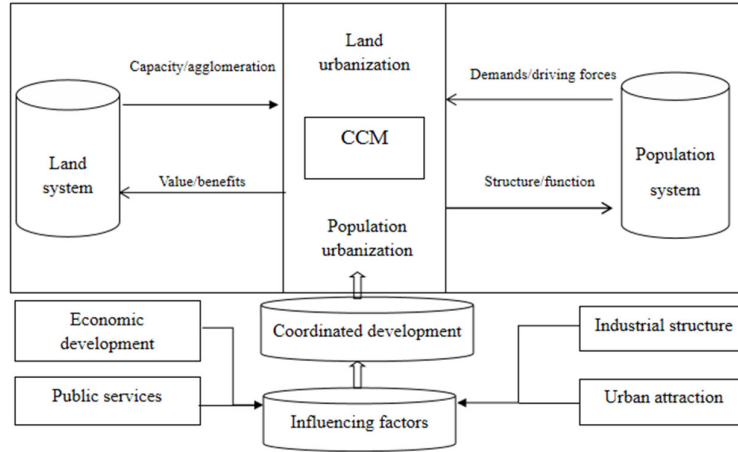 Land
urbanization
Capacity/agglomeration
Demands/driving forces
CCM
Land
system
Population
system
Value/benefits
Structure/function
Population
urbanization
Economic
development
Coordinated development
Industrial structure
Public services
Influencing factors
Urban attraction